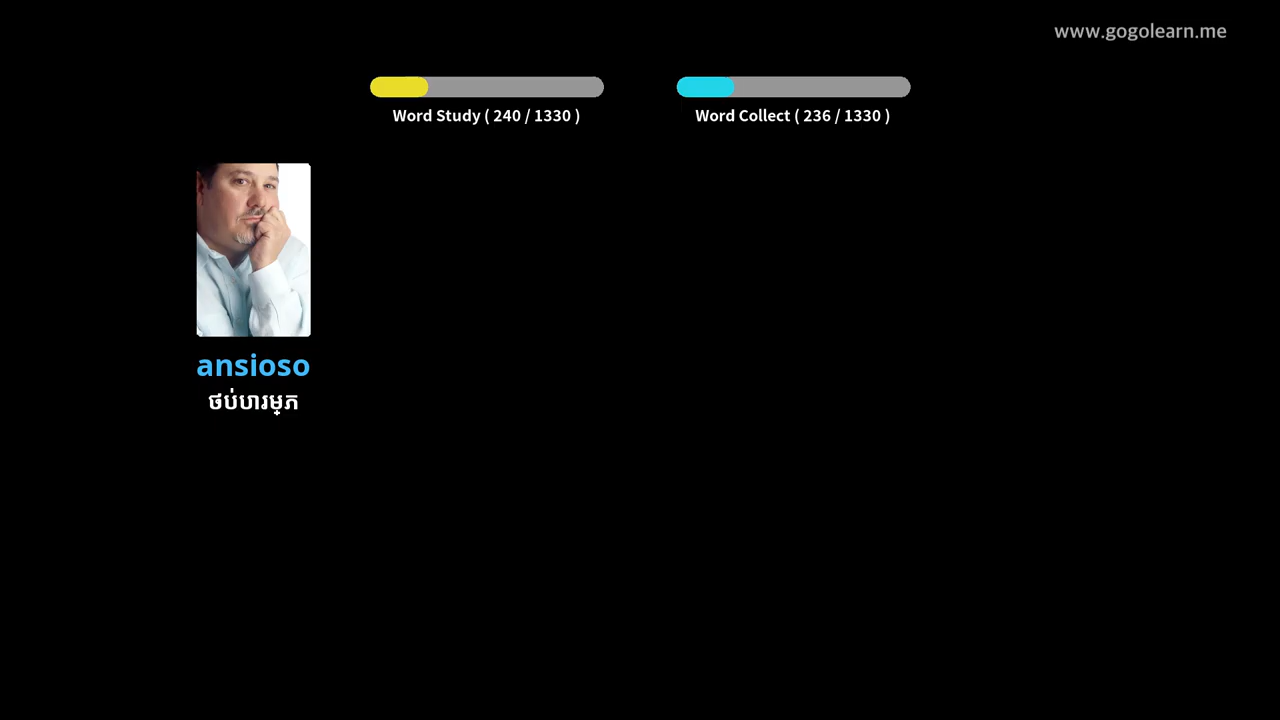 www.gogolearn.me
Word Study ( 240 / 1330 )
Word Collect ( 236 / 1330 )
ansioso
ថប់បារម្ភ